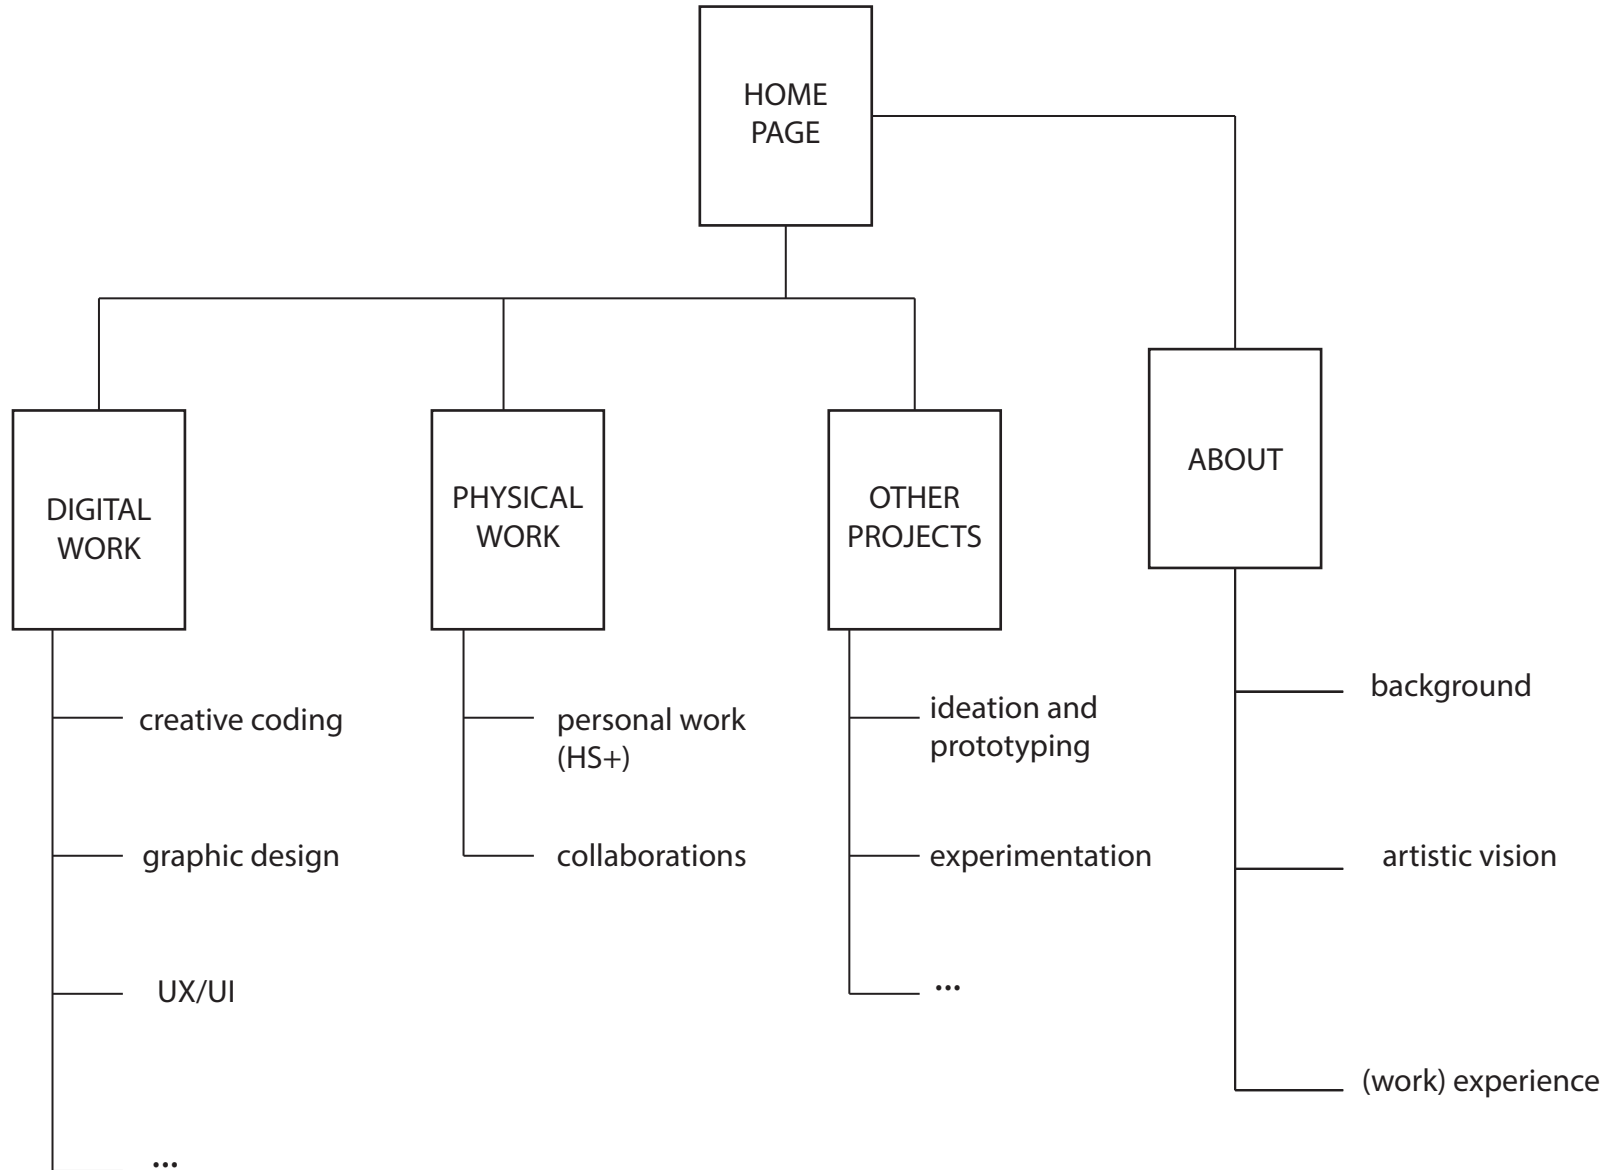 HOME
PAGE
DIGITAL
WORK
creative coding
graphic design
UX/UI
...
PHYSICAL
WORK
personal work
(HS+)
collaborations
OTHER
PROJECTS
ideation and
prototyping
experimentation
...
ABOUT
background
artistic vision
(work) experience